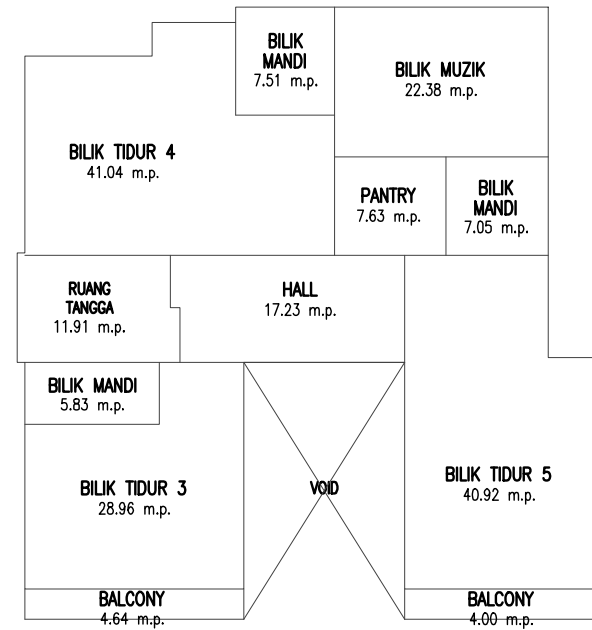 BILIK
MANDI
7.51 m.p.
BILIK MUZIK
22.38 m.p.
BILIK TIDUR 4
41.04 m.p.
PANTRY
7.63 m.p.
BILIK
MANDI
7.05 m.p.
RUANG
TANGGA
11.91 m.p.
HALL
17.23 m.p.
BILIK MANDI
5.83 m.p.
BILIK TIDUR 3
28.96 m.p.
VOID
BILIK TIDUR 5
40.92 m.p.
BALCONY
4.64 m.p.
BALCONY
4.00 m.p.